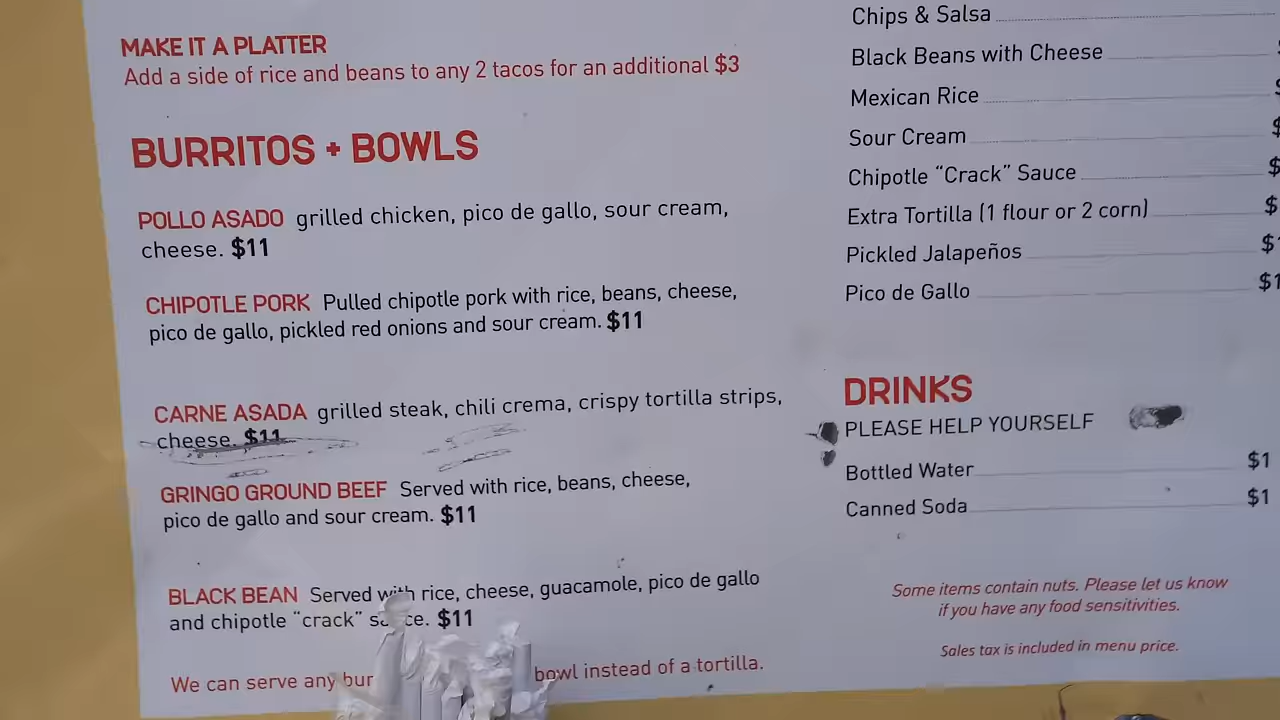 MAKE IT A PLATTER
Add a side of rice and beans to any 2 tacos for an additional $3
BURRITOS + BOWLS
POLLO ASADO grilled chicken, pico de gallo, sour cream,
cheese. $11
CHIPOTLE PORK Pulled chipotle pork with rice, beans, cheese,
pico de gallo, pickled red onions and sour cream. $11
CARNE ASADA grilled steak, chili crema, crispy tortilla strips,
cheese. $11
GRINGO GROUND BEEF Served with rice, beans, cheese,
pico de gallo and sour cream. $11
BLACK BEAN Served with rice, cheese, guacamole, pico de gallo
and chipotle “crack” sauce. $11
We can serve any bowl instead of a tortilla.
Chips & Salsa
Black Beans with Cheese
Mexican Rice
Sour Cream
Chipotle “Crack” Sauce
Extra Tortilla (1 flour or 2 corn)
Pickled Jalapeños
Pico de Gallo
DRINKS
PLEASE HELP YOURSELF
Bottled Water $1
Canned Soda $1
Some items contain nuts. Please let us know
if you have any food sensitivities.
Sales tax is included in menu price.